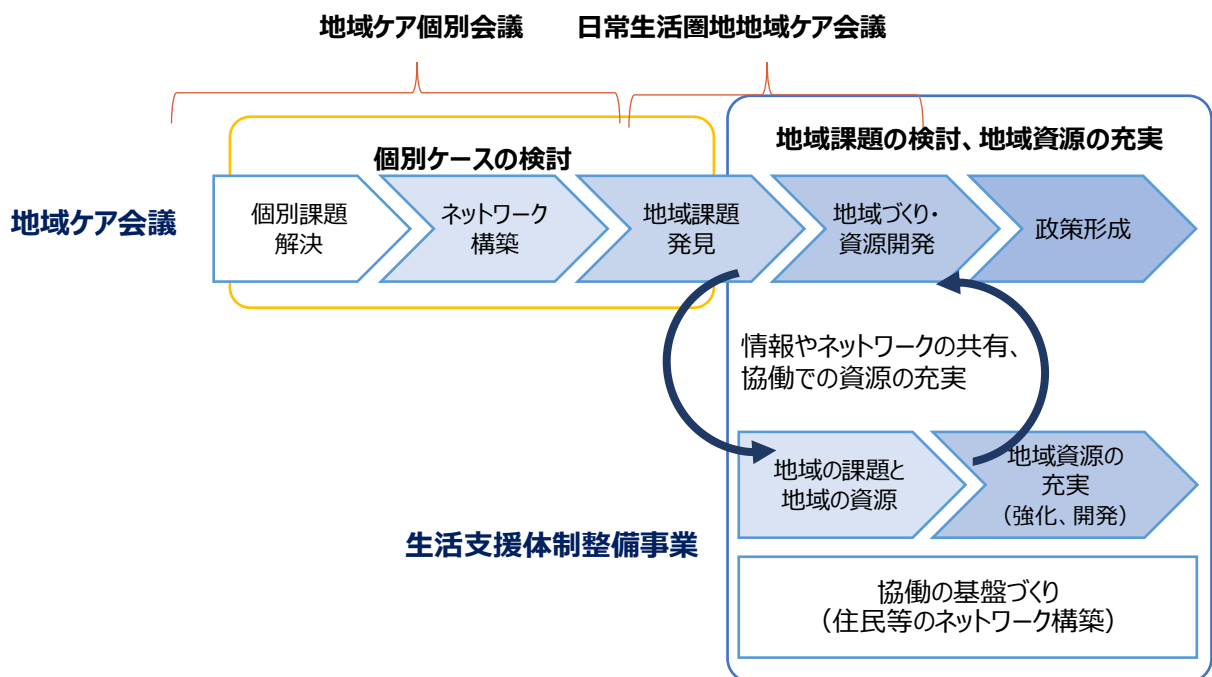 地域ケア個別会議
日常生活圏地地域ケア会議
地域課題の検討、地域資源の充実
個別ケースの検討
地域ケア会議
個別課題
解決
ネットワーク
構築
地域課題
発見
地域づくり・
資源開発
政策形成
情報やネットワークの共有、
協働での資源の充実
地域の課題と
地域の資源
地域資源の
充実
（強化、開発）
生活支援体制整備事業
協働の基盤づくり
（住民等のネットワーク構築）